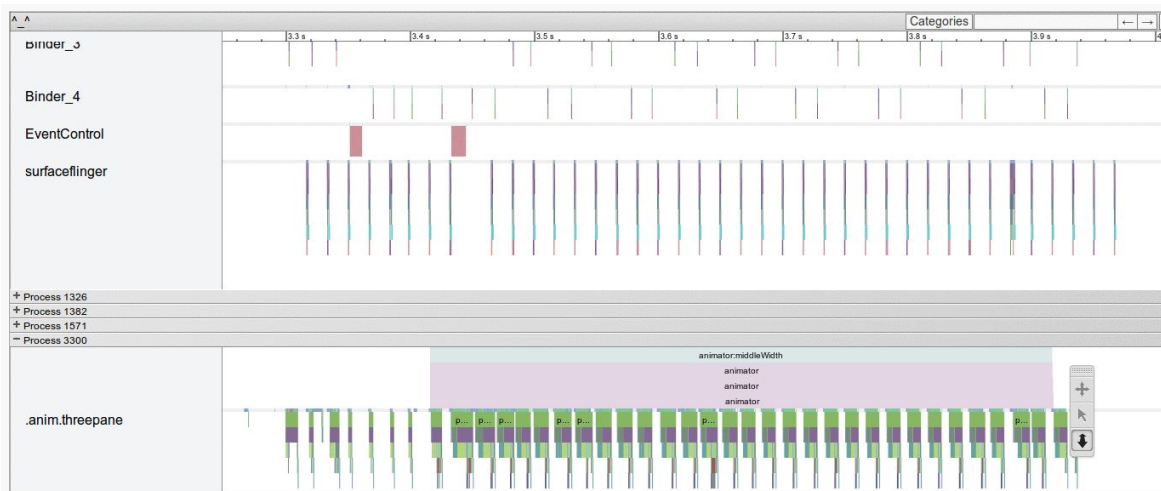 ^_^
Categories
← →
3.3 s 3.4 s 3.5 s 3.6 s 3.7 s 3.8 s 3.9 s
Binder_3
Binder_4
EventControl
surfaceflinger
+ Process 1326
+ Process 1382
+ Process 1571
− Process 3300
animator:middleWidth
animator
animator
animator
.anim.threepane
p... p... p... p... p... p... p...